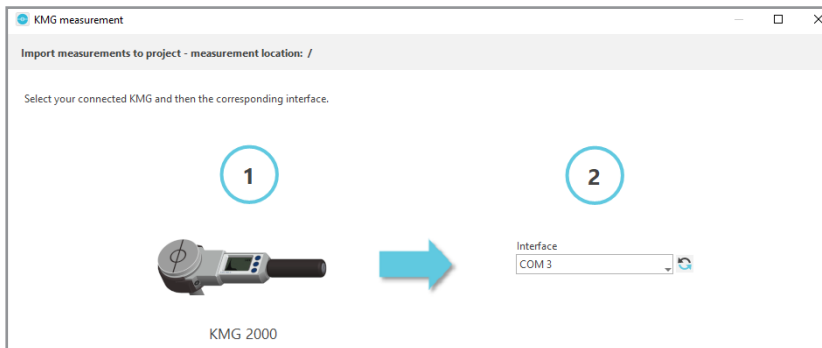 KMG measurement
Import measurements to project - measurement location: /
Select your connected KMG and then the corresponding interface.
1
2
Interface
COM 3
KMG 2000